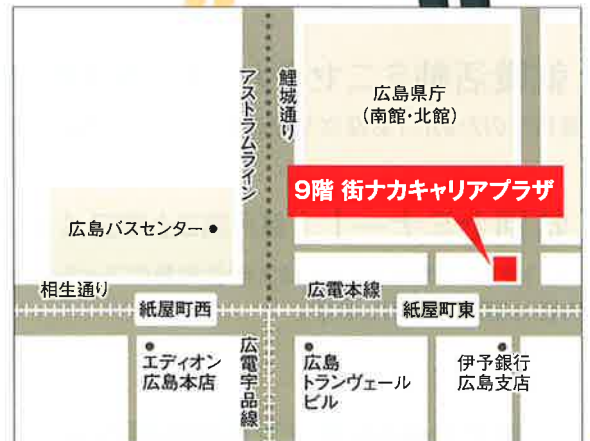 鯉城通り
アストラムライン
広島県庁
(南館・北館)
9階 街ナカキャリアプラザ
広島バスセンター
相生通り
広電本線
紙屋町西
紙屋町東
エディオン
広島本店
広電宇品線
広島
トランヴェール
ビル
伊予銀行
広島支店